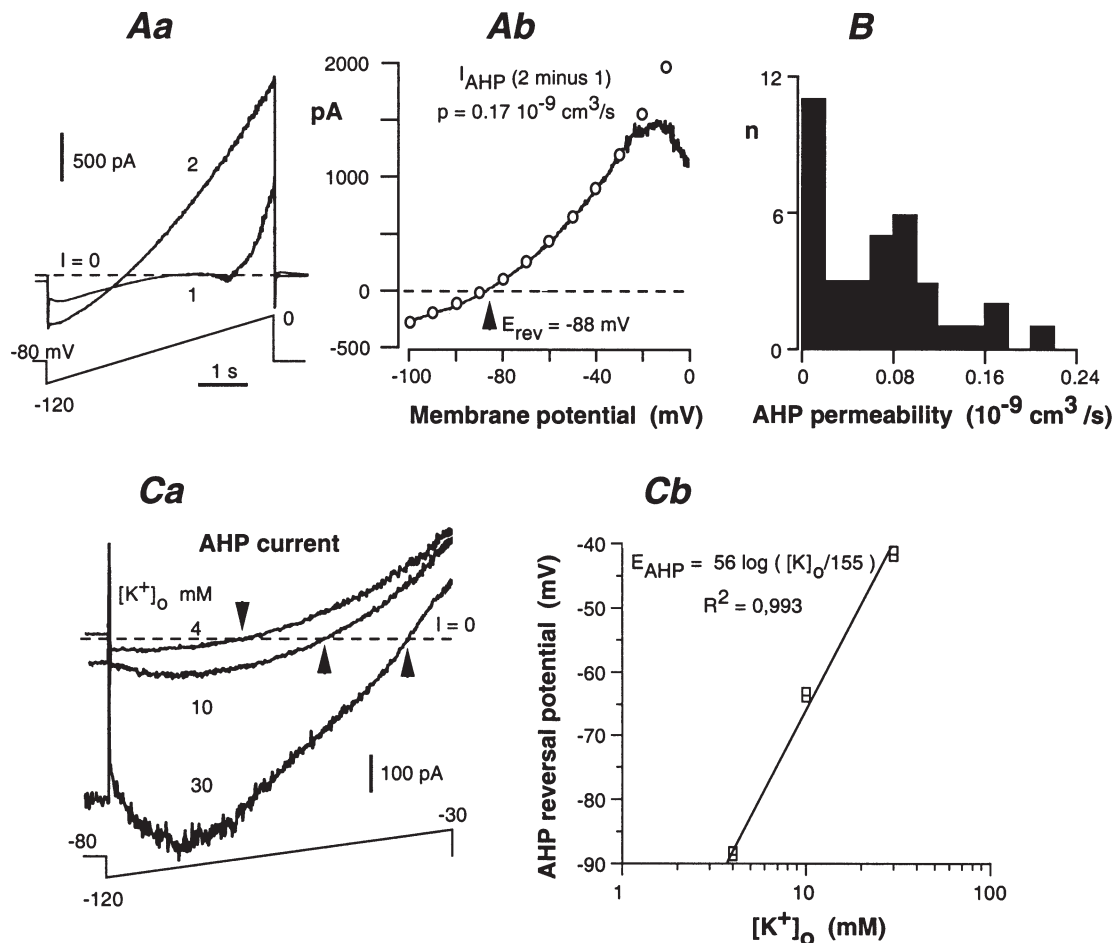 Aa
500 pA
2
I = 0
1
0
-80 mV
1 s
-120
Ab
2000
1000
0
-500
pA
I_AHP (2 minus 1)
p = 0.17 10^-9 cm^3/s
E_rev = -88 mV
-100 -80 -40 0
Membrane potential (mV)
B
12
6
0
n
0 0.08 0.16 0.24
AHP permeability (10^-9 cm^3 /s)
Ca
AHP current
[K^+]_o mM
4
I = 0
10
30
100 pA
-80
-30
-120
Cb
-40
-50
-60
-70
-80
-90
AHP reversal potential (mV)
E_AHP = 56 log ( [K]_o/155 )
R^2 = 0,993
1 10 100
[K^+]_o (mM)